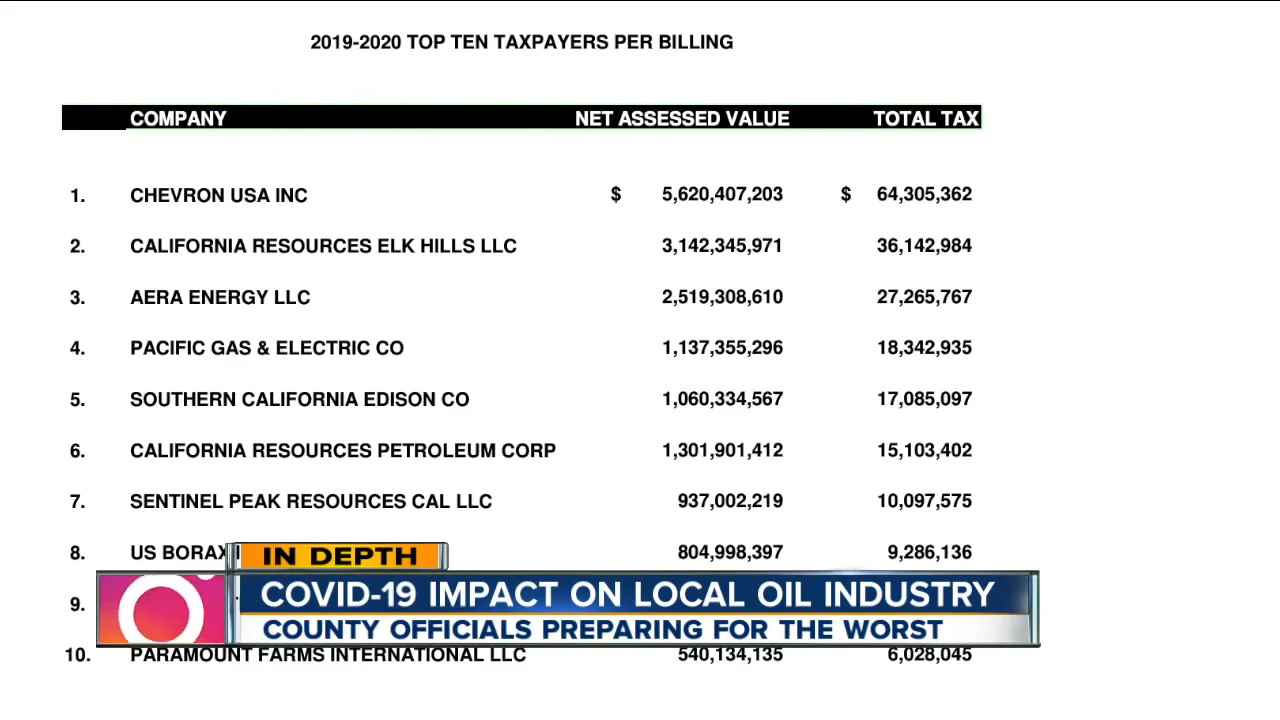 2019-2020 TOP TEN TAXPAYERS PER BILLING
COMPANY NET ASSESSED VALUE TOTAL TAX
1. CHEVRON USA INC $ 5,620,407,203 $ 64,305,362
2. CALIFORNIA RESOURCES ELK HILLS LLC 3,142,345,971 36,142,984
3. AERA ENERGY LLC 2,519,308,610 27,265,767
4. PACIFIC GAS & ELECTRIC CO 1,137,355,296 18,342,935
5. SOUTHERN CALIFORNIA EDISON CO 1,060,334,567 17,085,097
6. CALIFORNIA RESOURCES PETROLEUM CORP 1,301,901,412 15,103,402
7. SENTINEL PEAK RESOURCES CAL LLC 937,002,219 10,097,575
8. US BORAX 804,998,397 9,286,136
IN DEPTH
9.
COVID-19 IMPACT ON LOCAL OIL INDUSTRY
COUNTY OFFICIALS PREPARING FOR THE WORST
10. PARAMOUNT FARMS INTERNATIONAL LLC 540,134,135 6,028,045